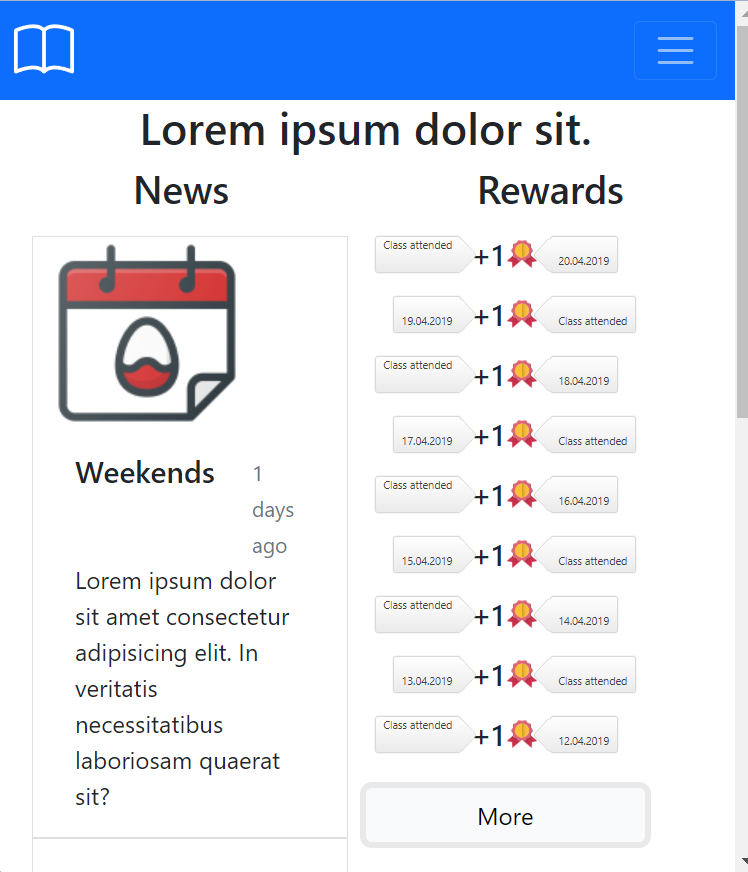 Lorem ipsum dolor sit.
News
Weekends
1
days
ago
Lorem ipsum dolor
sit amet consectetur
adipisicing elit. In
veritatis
necessitatibus
laboriosam quaerat
sit?
Rewards
Class attended +1 20.04.2019
19.04.2019 +1 Class attended
Class attended +1 18.04.2019
17.04.2019 +1 Class attended
Class attended +1 16.04.2019
15.04.2019 +1 Class attended
Class attended +1 14.04.2019
13.04.2019 +1 Class attended
Class attended +1 12.04.2019
More